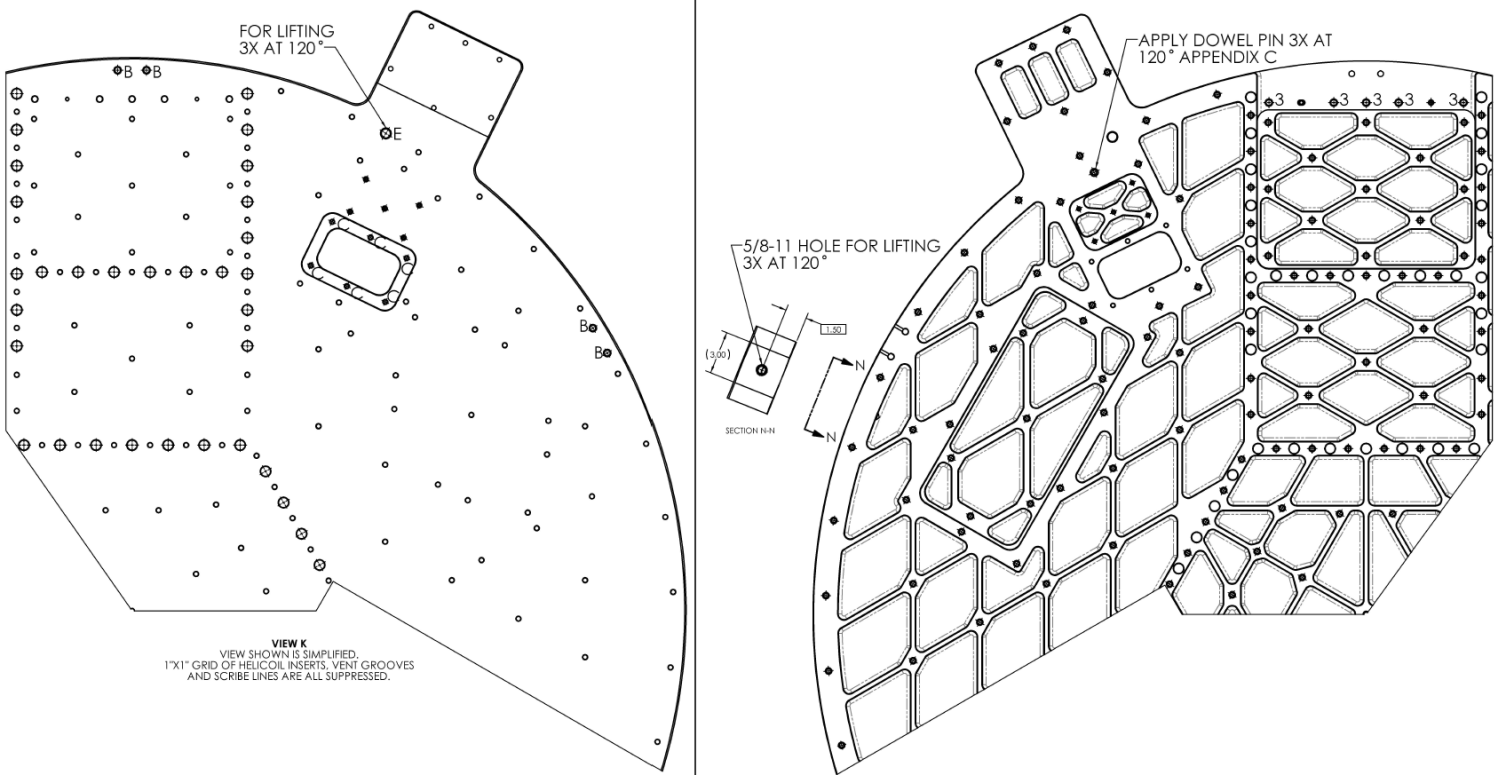 FOR LIFTING
3X AT 120°
B B
E
B
B
VIEW K
VIEW SHOWN IS SIMPLIFIED.
1"X1" GRID OF HELICOIL INSERTS, VENT GROOVES
AND SCRIBE LINES ARE ALL SUPPRESSED.
APPLY DOWEL PIN 3X AT
120° APPENDIX C
3 3 3 3 3
5/8-11 HOLE FOR LIFTING
3X AT 120°
1.50
(3.00)
N
N
SECTION N-N